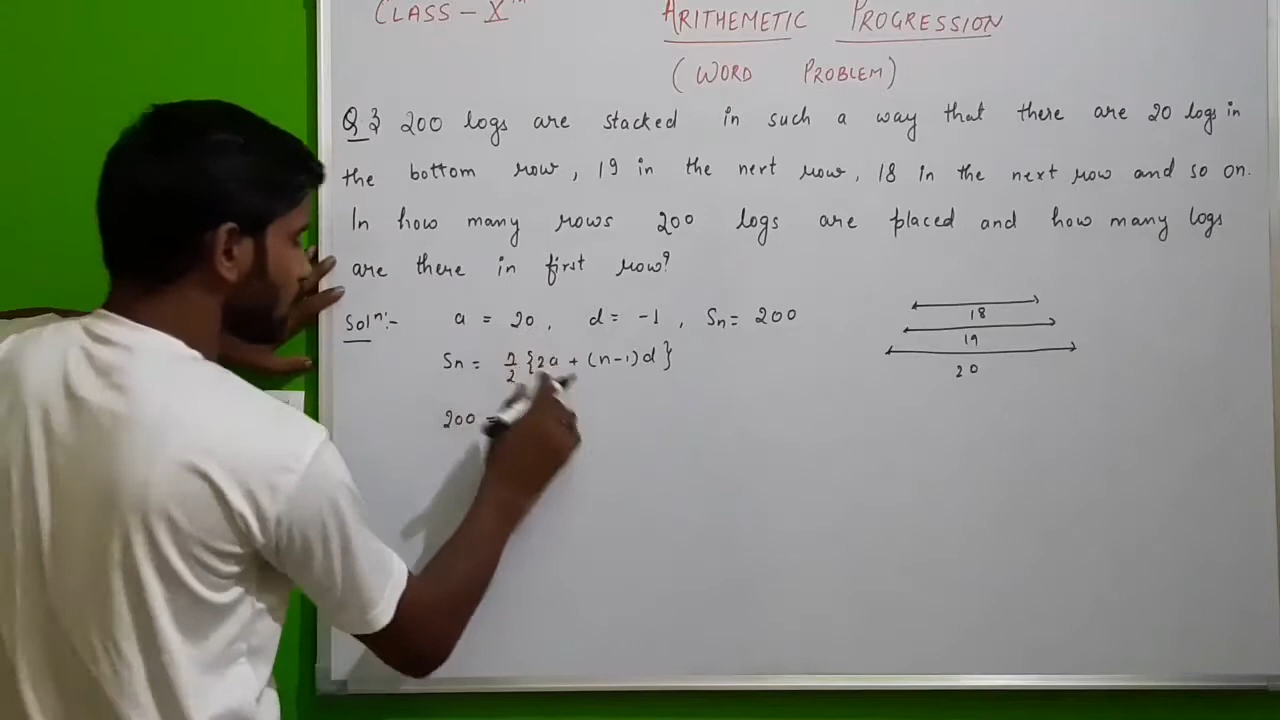 CLASS – Xth
ARITHEMETIC PROGRESSION
(WORD PROBLEM)
Q3 200 logs are stacked in such a way that there are 20 logs in
the bottom row, 19 in the next row, 18 in the next row and so on.
In how many rows 200 logs are placed and how many logs
are there in first row?
Solⁿ:- a = 20, d = -1, Sn = 200
Sn = n/2 {2a + (n-1)d}
200 =
18
19
20